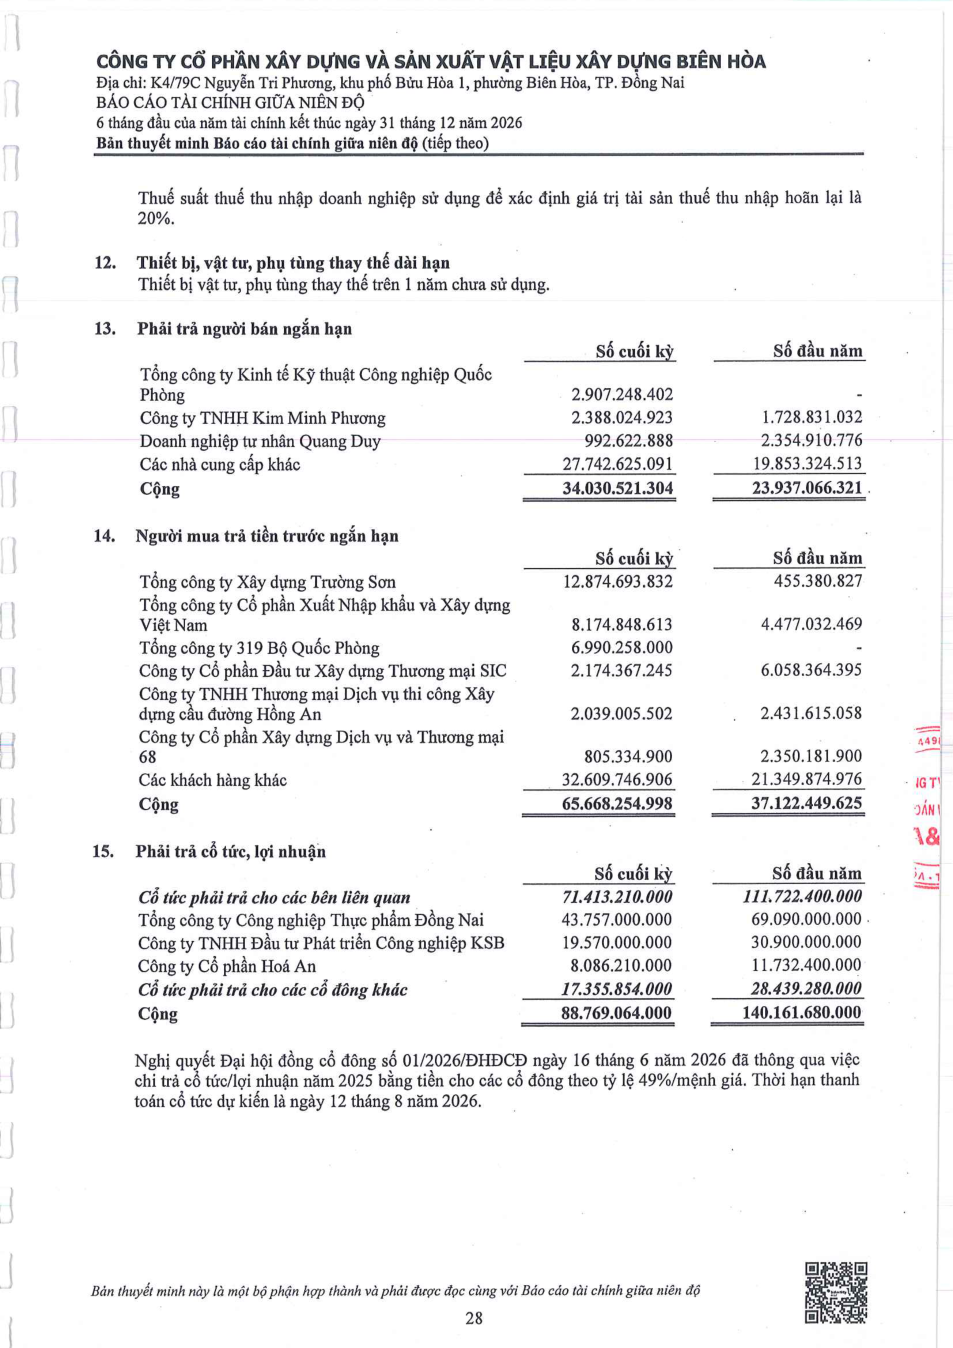 CÔNG TY CỔ PHẦN XÂY DỰNG VÀ SẢN XUẤT VẬT LIỆU XÂY DỰNG BIÊN HÒA
Địa chỉ: K4/79C Nguyễn Tri Phương, khu phố Bửu Hòa 1, phường Biên Hòa, TP. Đồng Nai
BÁO CÁO TÀI CHÍNH GIỮA NIÊN ĐỘ
6 tháng đầu của năm tài chính kết thúc ngày 31 tháng 12 năm 2026
Bản thuyết minh Báo cáo tài chính giữa niên độ (tiếp theo)
Thuế suất thuế thu nhập doanh nghiệp sử dụng để xác định giá trị tài sản thuế thu nhập hoãn lại là
20%.
12. Thiết bị, vật tư, phụ tùng thay thế dài hạn
Thiết bị vật tư, phụ tùng thay thế trên 1 năm chưa sử dụng.
13. Phải trả người bán ngắn hạn
Số cuối kỳ Số đầu năm
Tổng công ty Kinh tế Kỹ thuật Công nghiệp Quốc
Phòng 2.907.248.402 -
Công ty TNHH Kim Minh Phương 2.388.024.923 1.728.831.032
Doanh nghiệp tư nhân Quang Duy 992.622.888 2.354.910.776
Các nhà cung cấp khác 27.742.625.091 19.853.324.513
Cộng 34.030.521.304 23.937.066.321
14. Người mua trả tiền trước ngắn hạn
Số cuối kỳ Số đầu năm
Tổng công ty Xây dựng Trường Sơn 12.874.693.832 455.380.827
Tổng công ty Cổ phần Xuất Nhập khẩu và Xây dựng
Việt Nam 8.174.848.613 4.477.032.469
Tổng công ty 319 Bộ Quốc Phòng 6.990.258.000 -
Công ty Cổ phần Đầu tư Xây dựng Thương mại SIC 2.174.367.245 6.058.364.395
Công ty TNHH Thương mại Dịch vụ thi công Xây
dựng cầu đường Hồng An 2.039.005.502 2.431.615.058
Công ty Cổ phần Xây dựng Dịch vụ và Thương mại
68 805.334.900 2.350.181.900
Các khách hàng khác 32.609.746.906 21.349.874.976
Cộng 65.668.254.998 37.122.449.625
15. Phải trả cổ tức, lợi nhuận
Số cuối kỳ Số đầu năm
Cổ tức phải trả cho các bên liên quan 71.413.210.000 111.722.400.000
Tổng công ty Công nghiệp Thực phẩm Đồng Nai 43.757.000.000 69.090.000.000
Công ty TNHH Đầu tư Phát triển Công nghiệp KSB 19.570.000.000 30.900.000.000
Công ty Cổ phần Hoá An 8.086.210.000 11.732.400.000
Cổ tức phải trả cho các cổ đông khác 17.355.854.000 28.439.280.000
Cộng 88.769.064.000 140.161.680.000
Nghị quyết Đại hội đồng cổ đông số 01/2026/ĐHĐCĐ ngày 16 tháng 6 năm 2026 đã thông qua việc
chi trả cổ tức/lợi nhuận năm 2025 bằng tiền cho các cổ đông theo tỷ lệ 49%/mệnh giá. Thời hạn thanh
toán cổ tức dự kiến là ngày 12 tháng 8 năm 2026.
Bản thuyết minh này là một bộ phận hợp thành và phải được đọc cùng với Báo cáo tài chính giữa niên độ
28